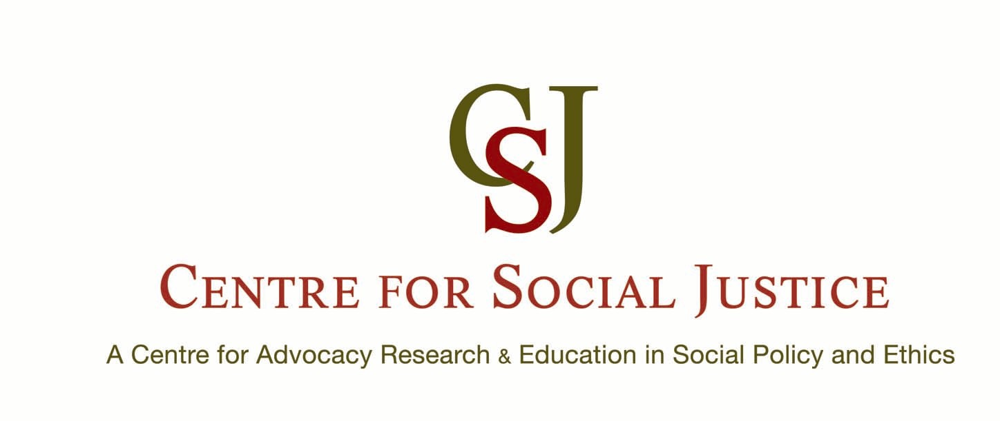 CSJ
CENTRE FOR SOCIAL JUSTICE
A Centre for Advocacy Research & Education in Social Policy and Ethics